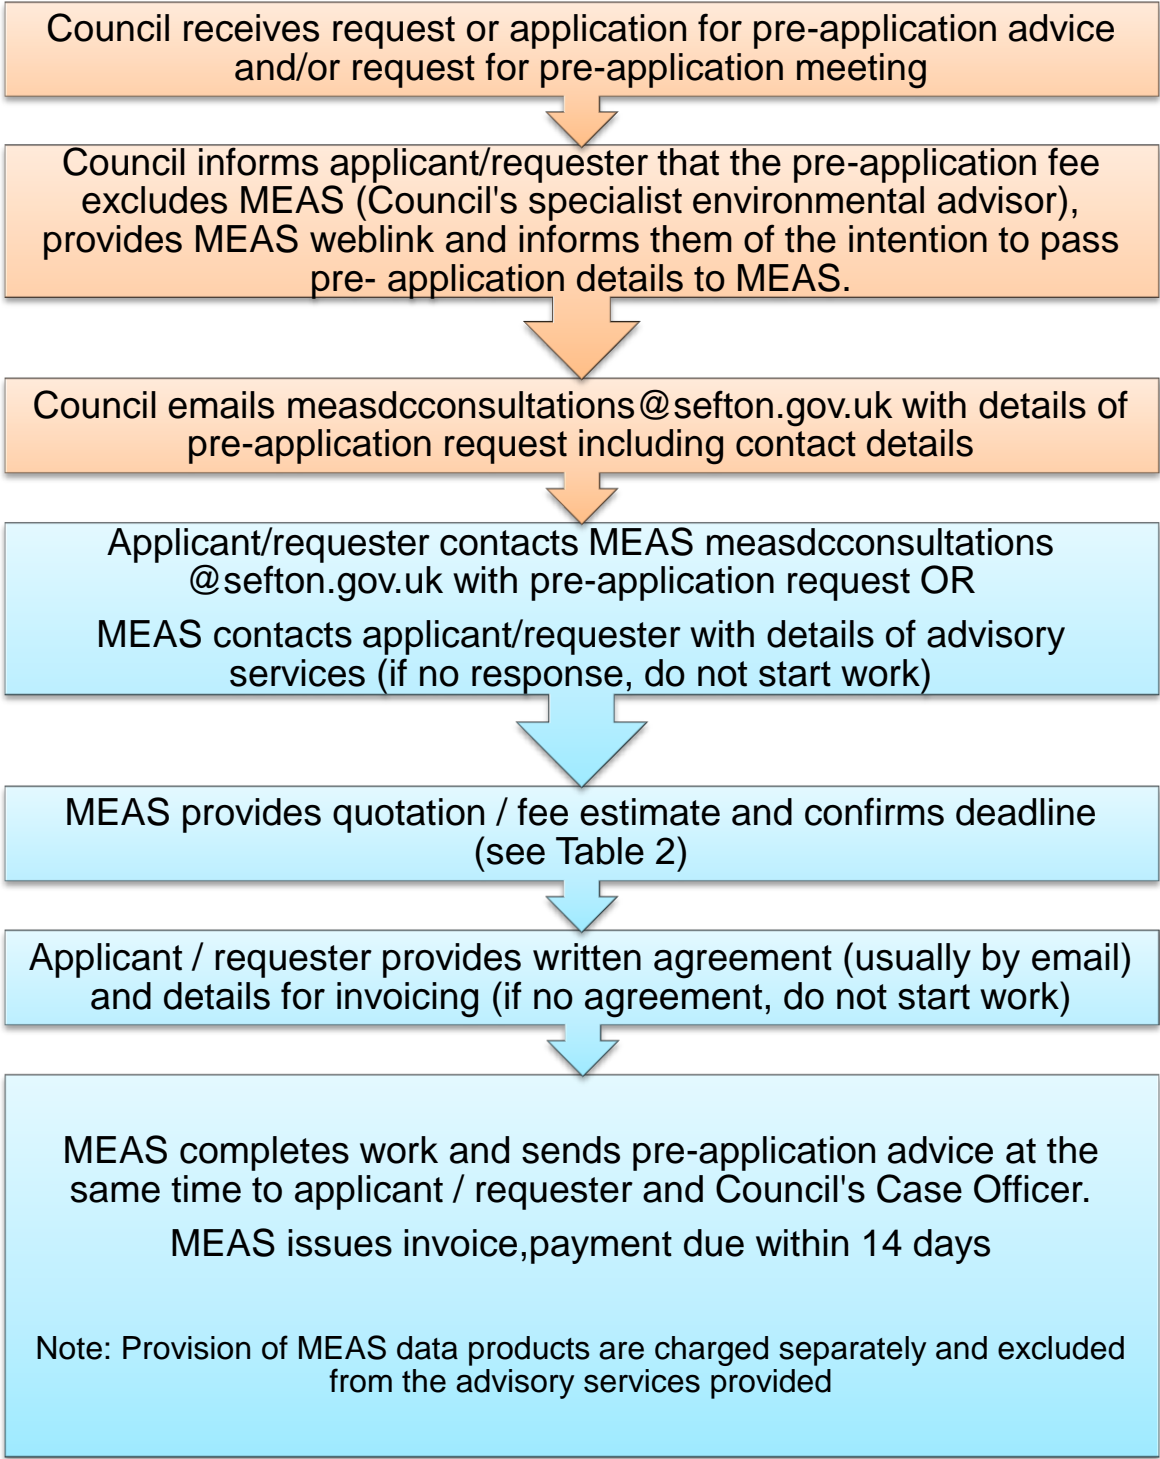 Council receives request or application for pre-application advice
and/or request for pre-application meeting
Council informs applicant/requester that the pre-application fee
excludes MEAS (Council's specialist environmental advisor),
provides MEAS weblink and informs them of the intention to pass
pre- application details to MEAS.
Council emails measdcconsultations@sefton.gov.uk with details of
pre-application request including contact details
Applicant/requester contacts MEAS measdcconsultations
@sefton.gov.uk with pre-application request OR
MEAS contacts applicant/requester with details of advisory
services (if no response, do not start work)
MEAS provides quotation / fee estimate and confirms deadline
(see Table 2)
Applicant / requester provides written agreement (usually by email)
and details for invoicing (if no agreement, do not start work)
MEAS completes work and sends pre-application advice at the
same time to applicant / requester and Council's Case Officer.
MEAS issues invoice,payment due within 14 days
Note: Provision of MEAS data products are charged separately and excluded
from the advisory services provided